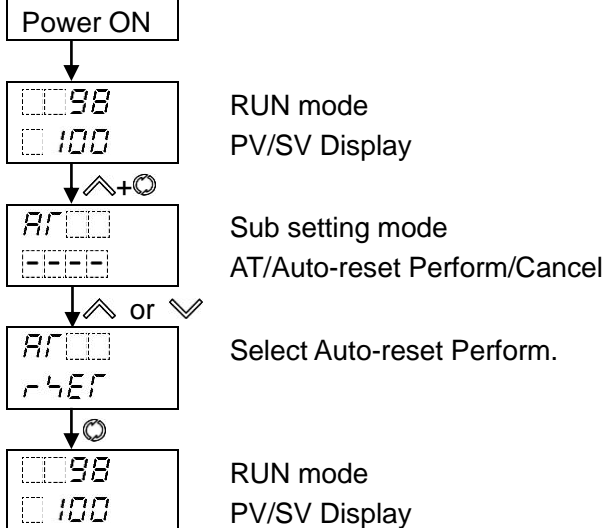 Power ON
98
RUN mode
100
PV/SV Display
+
AT
Sub setting mode
----
AT/Auto-reset Perform/Cancel
or
AT
Select Auto-reset Perform.
rSET
98
RUN mode
100
PV/SV Display